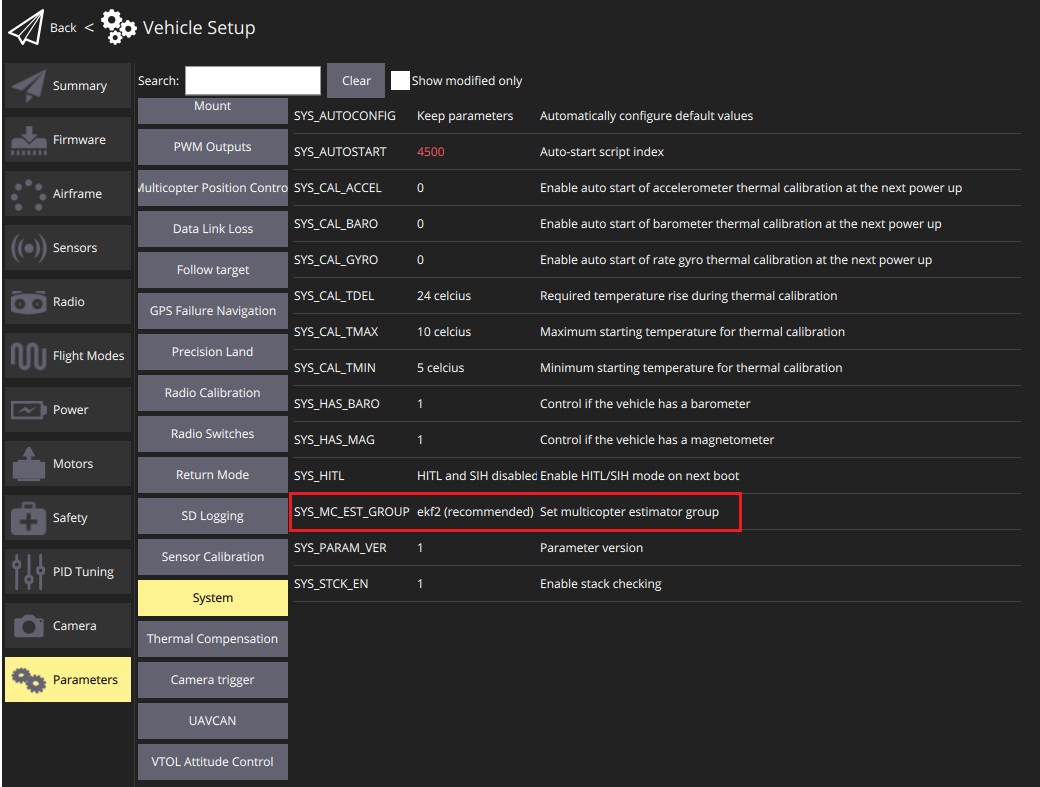 Back < Vehicle Setup
Search: Clear Show modified only
Summary
Firmware
Airframe
Sensors
Radio
Flight Modes
Power
Motors
Safety
PID Tuning
Camera
Parameters
Mount
PWM Outputs
Multicopter Position Contro
Data Link Loss
Follow target
GPS Failure Navigation
Precision Land
Radio Calibration
Radio Switches
Return Mode
SD Logging
Sensor Calibration
System
Thermal Compensation
Camera trigger
UAVCAN
VTOL Attitude Control
SYS_AUTOCONFIG Keep parameters Automatically configure default values
SYS_AUTOSTART 4500 Auto-start script index
SYS_CAL_ACCEL 0 Enable auto start of accelerometer thermal calibration at the next power up
SYS_CAL_BARO 0 Enable auto start of barometer thermal calibration at the next power up
SYS_CAL_GYRO 0 Enable auto start of rate gyro thermal calibration at the next power up
SYS_CAL_TDEL 24 celcius Required temperature rise during thermal calibration
SYS_CAL_TMAX 10 celcius Maximum starting temperature for thermal calibration
SYS_CAL_TMIN 5 celcius Minimum starting temperature for thermal calibration
SYS_HAS_BARO 1 Control if the vehicle has a barometer
SYS_HAS_MAG 1 Control if the vehicle has a magnetometer
SYS_HITL HITL and SIH disabled Enable HITL/SIH mode on next boot
SYS_MC_EST_GROUP ekf2 (recommended) Set multicopter estimator group
SYS_PARAM_VER 1 Parameter version
SYS_STCK_EN 1 Enable stack checking